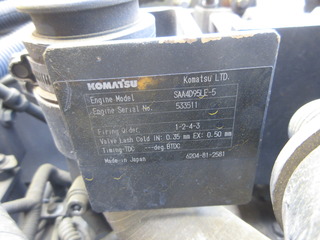 KOMATSU Komatsu LTD.
Engine Model SAA4D95LE-5
Engine Serial No. 533511
Firing Order 1-2-4-3
Valve Lash Cold IN: 0.35 mm EX: 0.50 mm
Timing-TDC ---deg.BTDC
Made in Japan 6204-81-2581